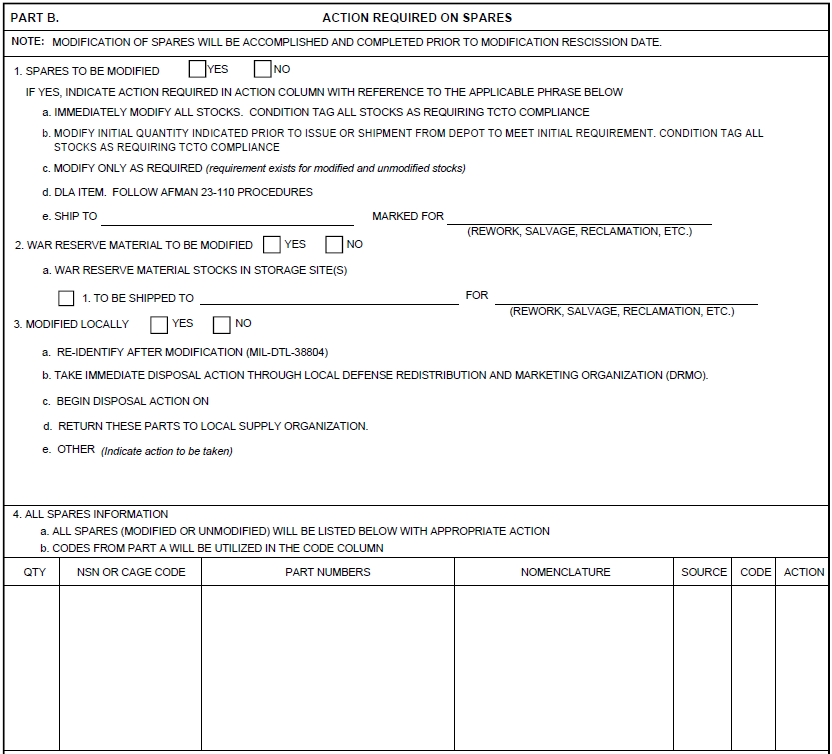 PART B. ACTION REQUIRED ON SPARES
NOTE: MODIFICATION OF SPARES WILL BE ACCOMPLISHED AND COMPLETED PRIOR TO MODIFICATION RESCISSION DATE.
1. SPARES TO BE MODIFIED YES NO
IF YES, INDICATE ACTION REQUIRED IN ACTION COLUMN WITH REFERENCE TO THE APPLICABLE PHRASE BELOW
a. IMMEDIATELY MODIFY ALL STOCKS. CONDITION TAG ALL STOCKS AS REQUIRING TCTO COMPLIANCE
b. MODIFY INITIAL QUANTITY INDICATED PRIOR TO ISSUE OR SHIPMENT FROM DEPOT TO MEET INITIAL REQUIREMENT. CONDITION TAG ALL
STOCKS AS REQUIRING TCTO COMPLIANCE
c. MODIFY ONLY AS REQUIRED (requirement exists for modified and unmodified stocks)
d. DLA ITEM. FOLLOW AFMAN 23-110 PROCEDURES
e. SHIP TO MARKED FOR
(REWORK, SALVAGE, RECLAMATION, ETC.)
2. WAR RESERVE MATERIAL TO BE MODIFIED YES NO
a. WAR RESERVE MATERIAL STOCKS IN STORAGE SITE(S)
1. TO BE SHIPPED TO FOR
(REWORK, SALVAGE, RECLAMATION, ETC.)
3. MODIFIED LOCALLY YES NO
a. RE-IDENTIFY AFTER MODIFICATION (MIL-DTL-38804)
b. TAKE IMMEDIATE DISPOSAL ACTION THROUGH LOCAL DEFENSE REDISTRIBUTION AND MARKETING ORGANIZATION (DRMO).
c. BEGIN DISPOSAL ACTION ON
d. RETURN THESE PARTS TO LOCAL SUPPLY ORGANIZATION.
e. OTHER (Indicate action to be taken)
4. ALL SPARES INFORMATION
a. ALL SPARES (MODIFIED OR UNMODIFIED) WILL BE LISTED BELOW WITH APPROPRIATE ACTION
b. CODES FROM PART A WILL BE UTILIZED IN THE CODE COLUMN
QTY NSN OR CAGE CODE PART NUMBERS NOMENCLATURE SOURCE CODE ACTION